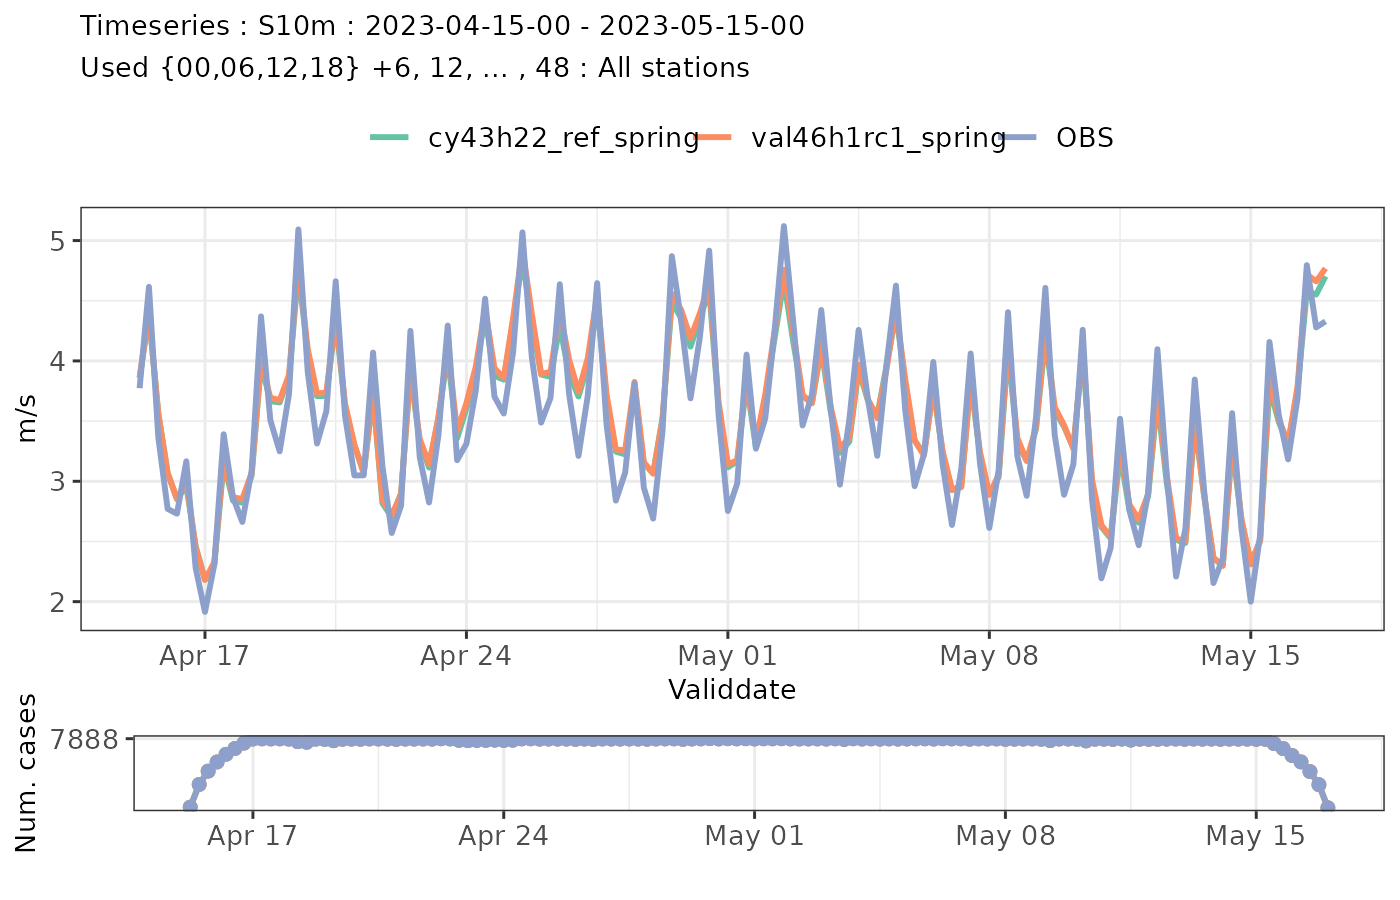 Timeseries : S10m : 2023-04-15-00 - 2023-05-15-00
Used {00,06,12,18} +6, 12, ... , 48 : All stations
cy43h22_ref_spring val46h1rc1_spring OBS
5
4
3
2
m/s
Apr 17 Apr 24 May 01 May 08 May 15
Validdate
7888
Num. cases
Apr 17 Apr 24 May 01 May 08 May 15